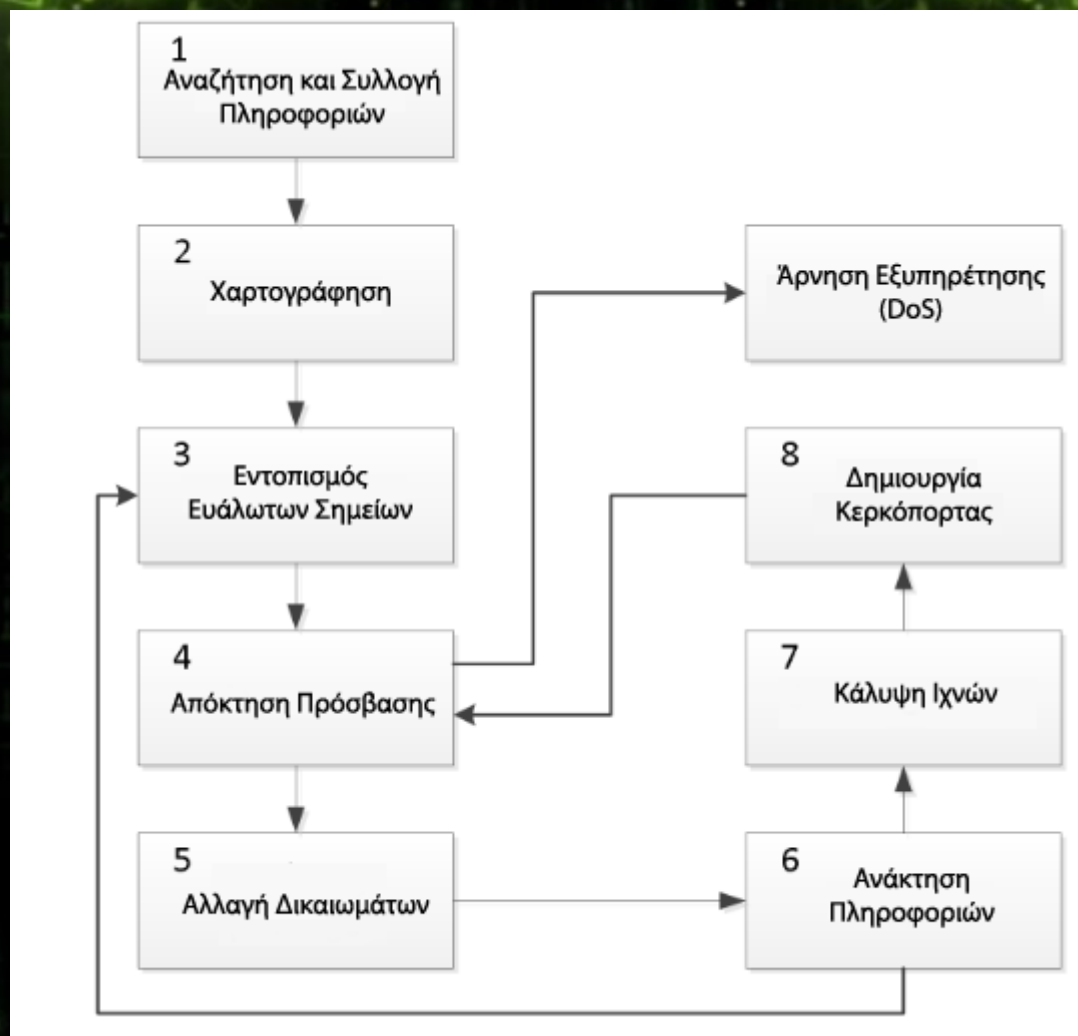 1
Αναζήτηση και Συλλογή
Πληροφοριών
2
Χαρτογράφηση
Άρνηση Εξυπηρέτησης
(DoS)
3
Εντοπισμός
Ευάλωτων Σημείων
8
Δημιουργία
Κερκόπορτας
4
Απόκτηση Πρόσβασης
7
Κάλυψη Ιχνών
5
Αλλαγή Δικαιωμάτων
6
Ανάκτηση
Πληροφοριών